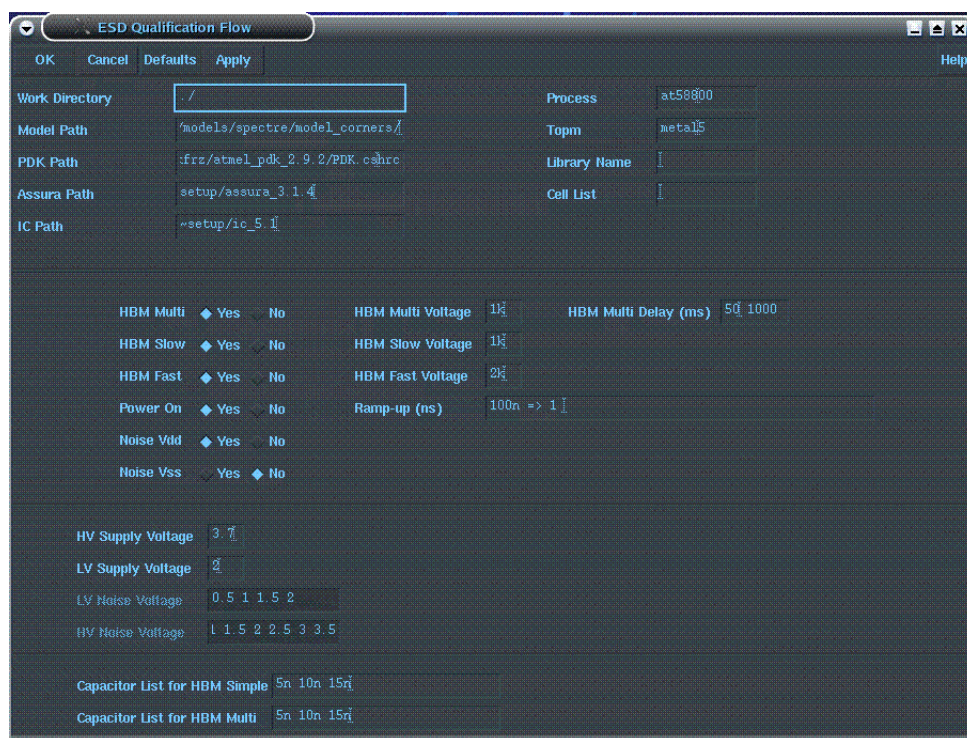 ESD Qualification Flow
OK Cancel Defaults Apply Help
Work Directory ./ Process at58800
Model Path /models/spectre/model_corners/ Topm metal5
PDK Path :frz/atmel_pdk_2.9.2/PDK.cshrc Library Name
Assura Path setup/assura_3.1.4 Cell List
IC Path ~setup/ic_5.1
HBM Multi Yes No HBM Multi Voltage 1k HBM Multi Delay (ms) 50 1000
HBM Slow Yes No HBM Slow Voltage 1k
HBM Fast Yes No HBM Fast Voltage 2k
Power On Yes No Ramp-up (ns) 100n => 1
Noise Vdd Yes No
Noise Vss Yes No
HV Supply Voltage 3.7
LV Supply Voltage 2
LV Noise Voltage 0.5 1 1.5 2
HV Noise Voltage 1 1.5 2 2.5 3 3.5
Capacitor List for HBM Simple 5n 10n 15n
Capacitor List for HBM Multi 5n 10n 15n